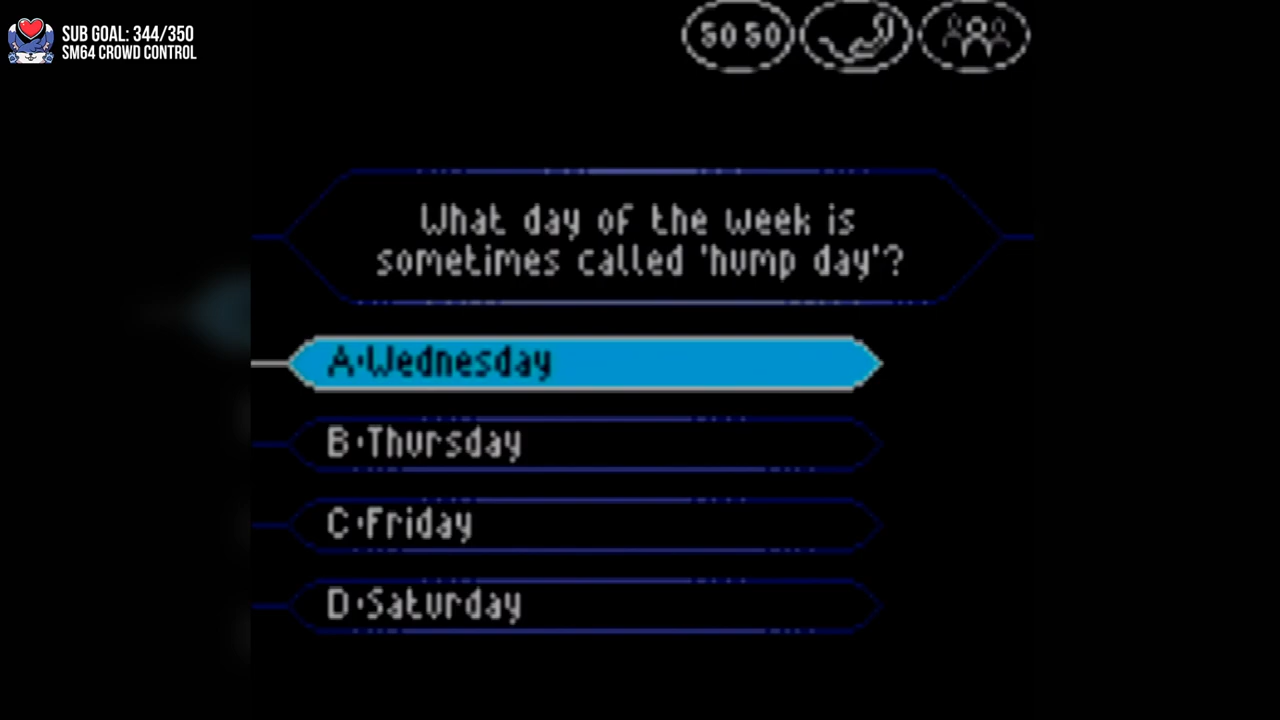 SUB GOAL: 344/350
SM64 CROWD CONTROL
50 50
What day of the week is
sometimes called 'hump day'?
A·Wednesday
B·Thursday
C·Friday
D·Saturday